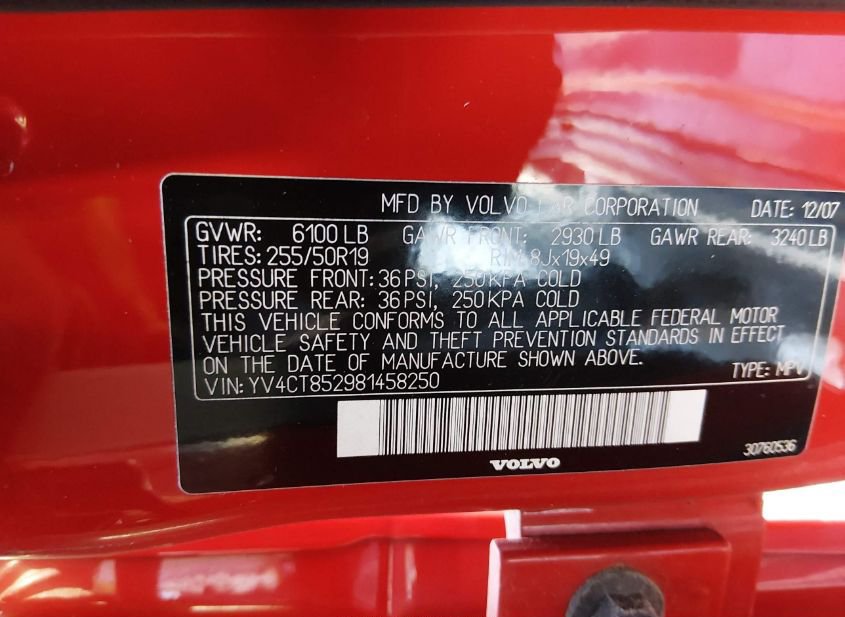 MFD BY VOLVO CAR CORPORATION DATE: 12/07
GVWR: 6100 LB GAWR FRONT: 2930 LB GAWR REAR: 3240 LB
TIRES: 255/50R19 RIM: 8Jx19x49
PRESSURE FRONT: 36 PSI, 250 KPA COLD
PRESSURE REAR: 36 PSI, 250 KPA COLD
THIS VEHICLE CONFORMS TO ALL APPLICABLE FEDERAL MOTOR
VEHICLE SAFETY AND THEFT PREVENTION STANDARDS IN EFFECT
ON THE DATE OF MANUFACTURE SHOWN ABOVE.
VIN: YV4CT852981458250 TYPE: MPV
30760536
VOLVO